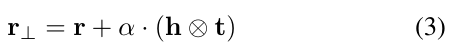 r⊥ = r + α · (h ⊗ t) (3)